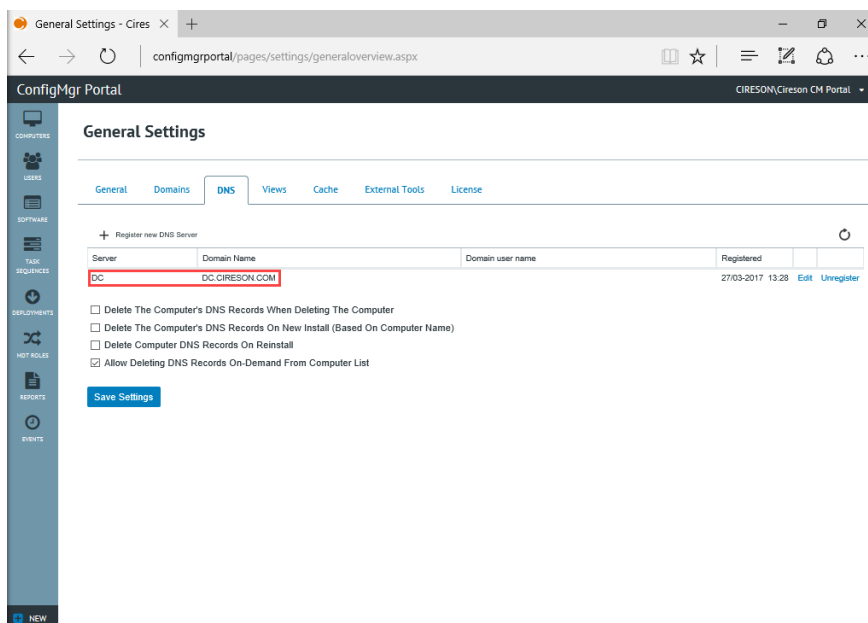 General Settings - Cires
configmgrportal/pages/settings/generaloverview.aspx
ConfigMgr Portal
CIRESON\Cireson CM Portal
COMPUTERS
USERS
SOFTWARE
TASK
SEQUENCES
DEPLOYMENTS
MDT ROLES
REPORTS
EVENTS
NEW
General Settings
General Domains DNS Views Cache External Tools License
Register new DNS Server
Server Domain Name Domain user name Registered
DC DC.CIRESON.COM 27/03-2017 13:28 Edit Unregister
Delete The Computer's DNS Records When Deleting The Computer
Delete The Computer's DNS Records On New Install (Based On Computer Name)
Delete Computer DNS Records On Reinstall
Allow Deleting DNS Records On-Demand From Computer List
Save Settings